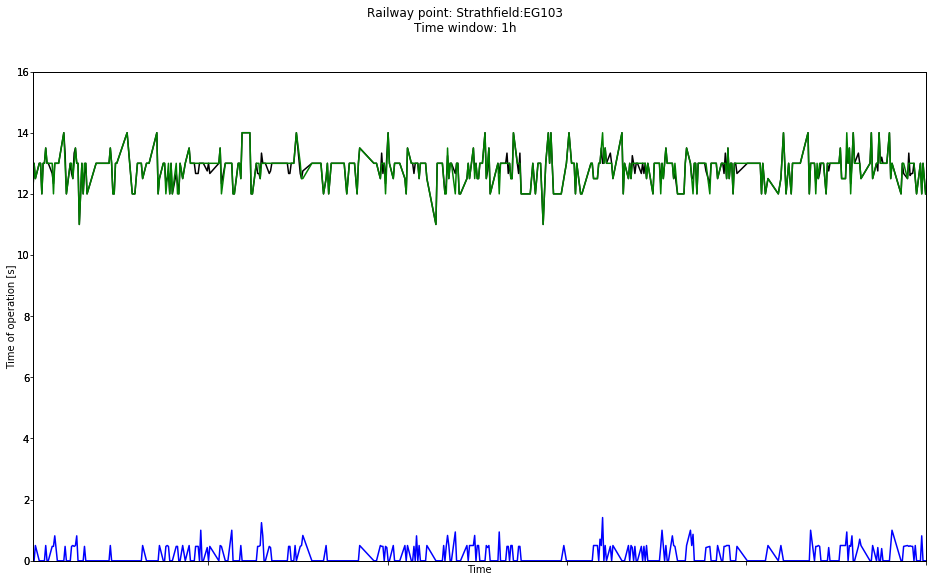 Railway point: Strathfield:EG103
Time window: 1h
16
14
12
10
8
6
4
2
0
Time of operation [s]
Time